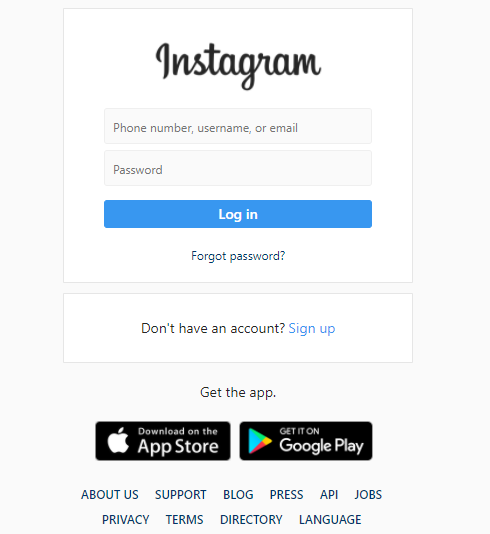 Instagram
Phone number, username, or email
Password
Log in
Forgot password?
Don't have an account? Sign up
Get the app.
Download on the App Store
GET IT ON Google Play
ABOUT US SUPPORT BLOG PRESS API JOBS
PRIVACY TERMS DIRECTORY LANGUAGE